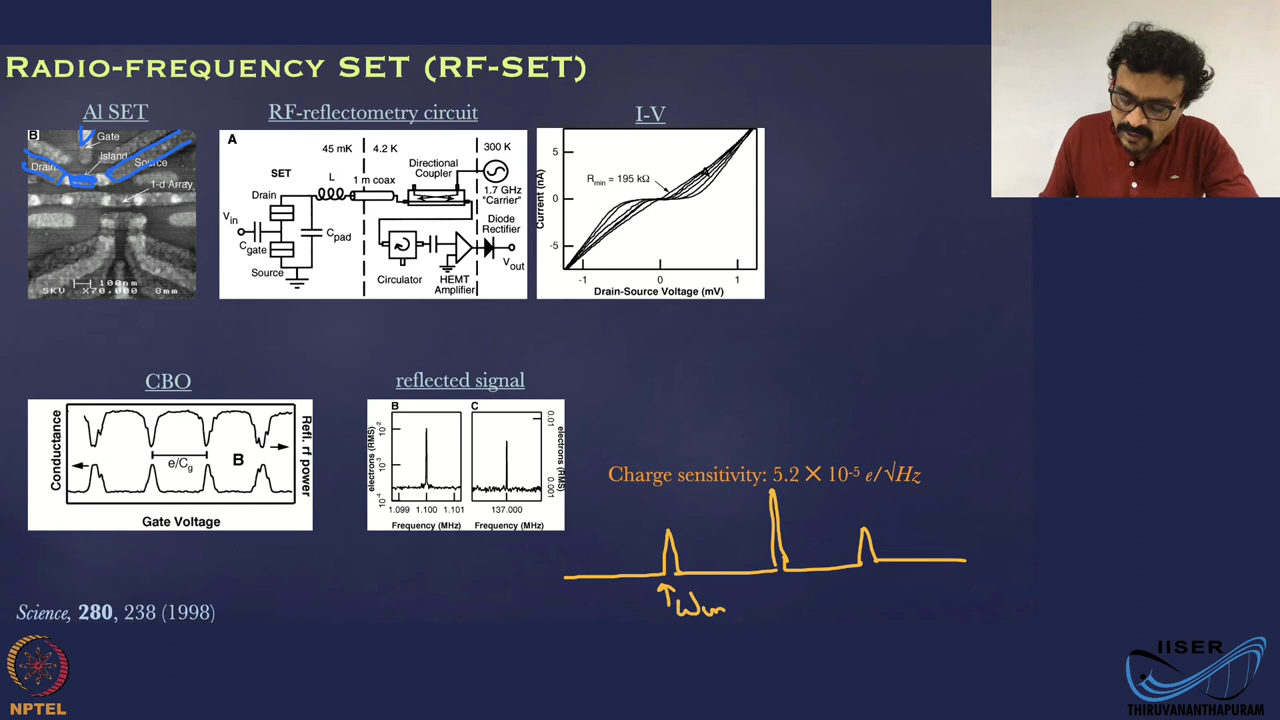 Radio-frequency SET (RF-SET)
Al SET
RF-reflectometry circuit
I-V
B
Gate
Island
Drain
Source
1-d Array
100nm
5KV X70,000 8mm
A
45 mK
4.2 K
300 K
SET
L
1 m coax
Directional
Coupler
1.7 GHz
"Carrier"
Drain
Vin
Cgate
Cpad
Source
Diode
Rectifier
Vout
Circulator
HEMT
Amplifier
Current (nA)
5
0
-5
Rmin = 195 kΩ
-1 0 1
Drain-Source Voltage (mV)
CBO
reflected signal
Conductance
e/Cg
B
Refl. rf power
Gate Voltage
B
C
electrons (RMS)
10-2
10-3
10-4
1.099 1.100 1.101
Frequency (MHz)
137.000
Frequency (MHz)
0.01
electrons (RMS)
0.001
Charge sensitivity: 5.2 × 10-5 e/√Hz
ωm
Science, 280, 238 (1998)
NPTEL
IISER
THIRUVANANTHAPURAM